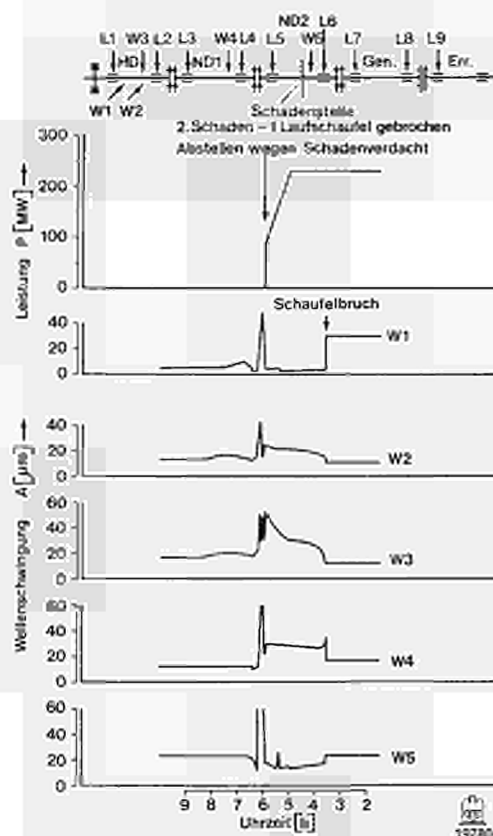 ND2 L6
L1 W3 L2 L3 W4 L4 L5 W5 L7 L8 L9
HD ND1 Gen. Err.
W1 W2 Schadenstelle
2.Schaden – 1 Laufschaufel gebrochen
Abstellen wegen Schadenverdacht
300
200
100
0
Leistung P [MW]
Schaufelbruch
40
20
0
W1
40
20
0
W2
Wellenschwingung A [µm]
60
40
20
0
W3
60
40
20
0
W4
60
40
20
0
W5
9 8 7 6 5 4 3 2
Uhrzeit [h]